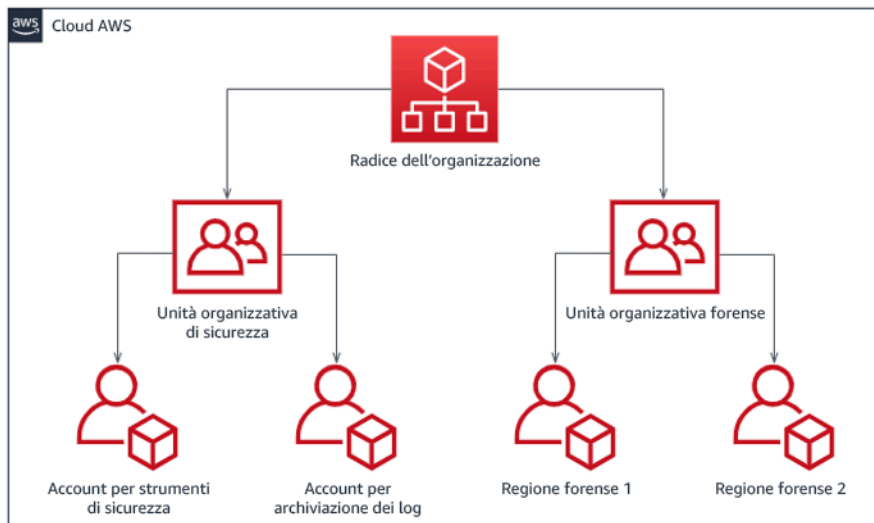 aws
Cloud AWS
Radice dell'organizzazione
Unità organizzativa
di sicurezza
Unità organizzativa forense
Account per strumenti
di sicurezza
Account per
archiviazione dei log
Regione forense 1
Regione forense 2